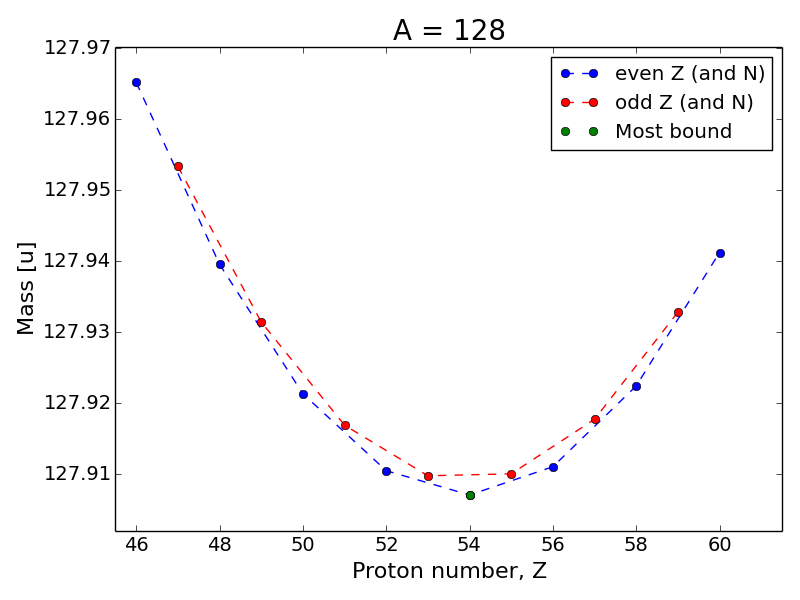 A = 128
127.97
127.96
127.95
127.94
127.93
127.92
127.91
Mass [u]
even Z (and N)
odd Z (and N)
Most bound
46 48 50 52 54 56 58 60
Proton number, Z